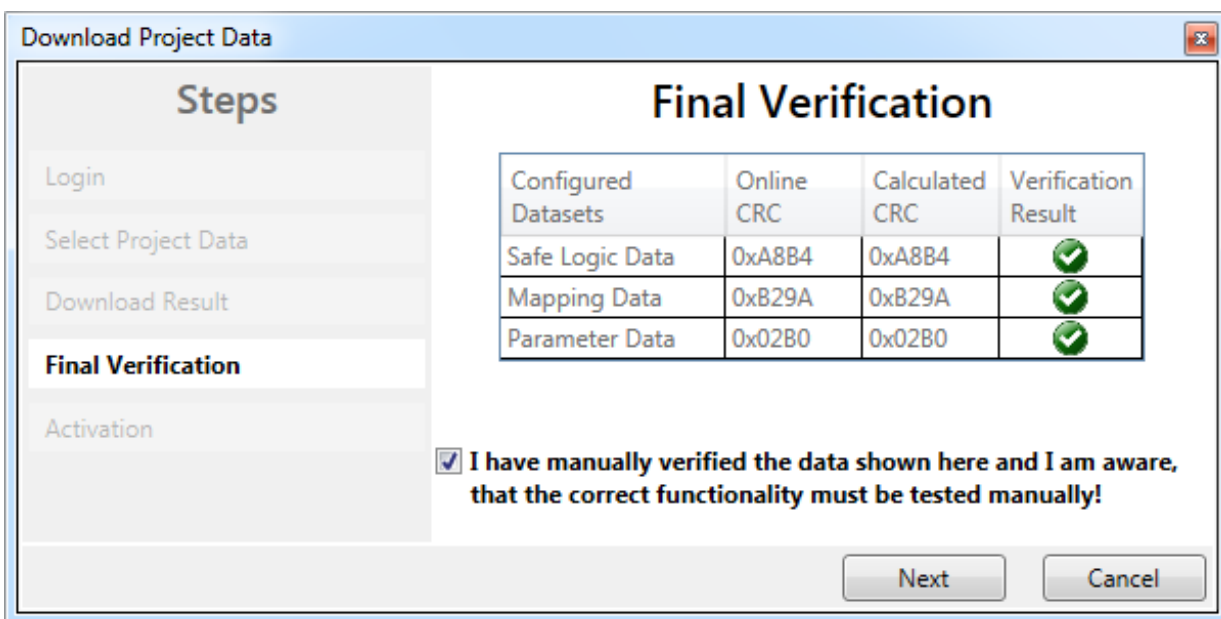 Download Project Data
Steps
Login
Select Project Data
Download Result
Final Verification
Activation
Final Verification
Configured Datasets Online CRC Calculated CRC Verification Result
Safe Logic Data 0xA8B4 0xA8B4
Mapping Data 0xB29A 0xB29A
Parameter Data 0x02B0 0x02B0
I have manually verified the data shown here and I am aware,
that the correct functionality must be tested manually!
Next Cancel